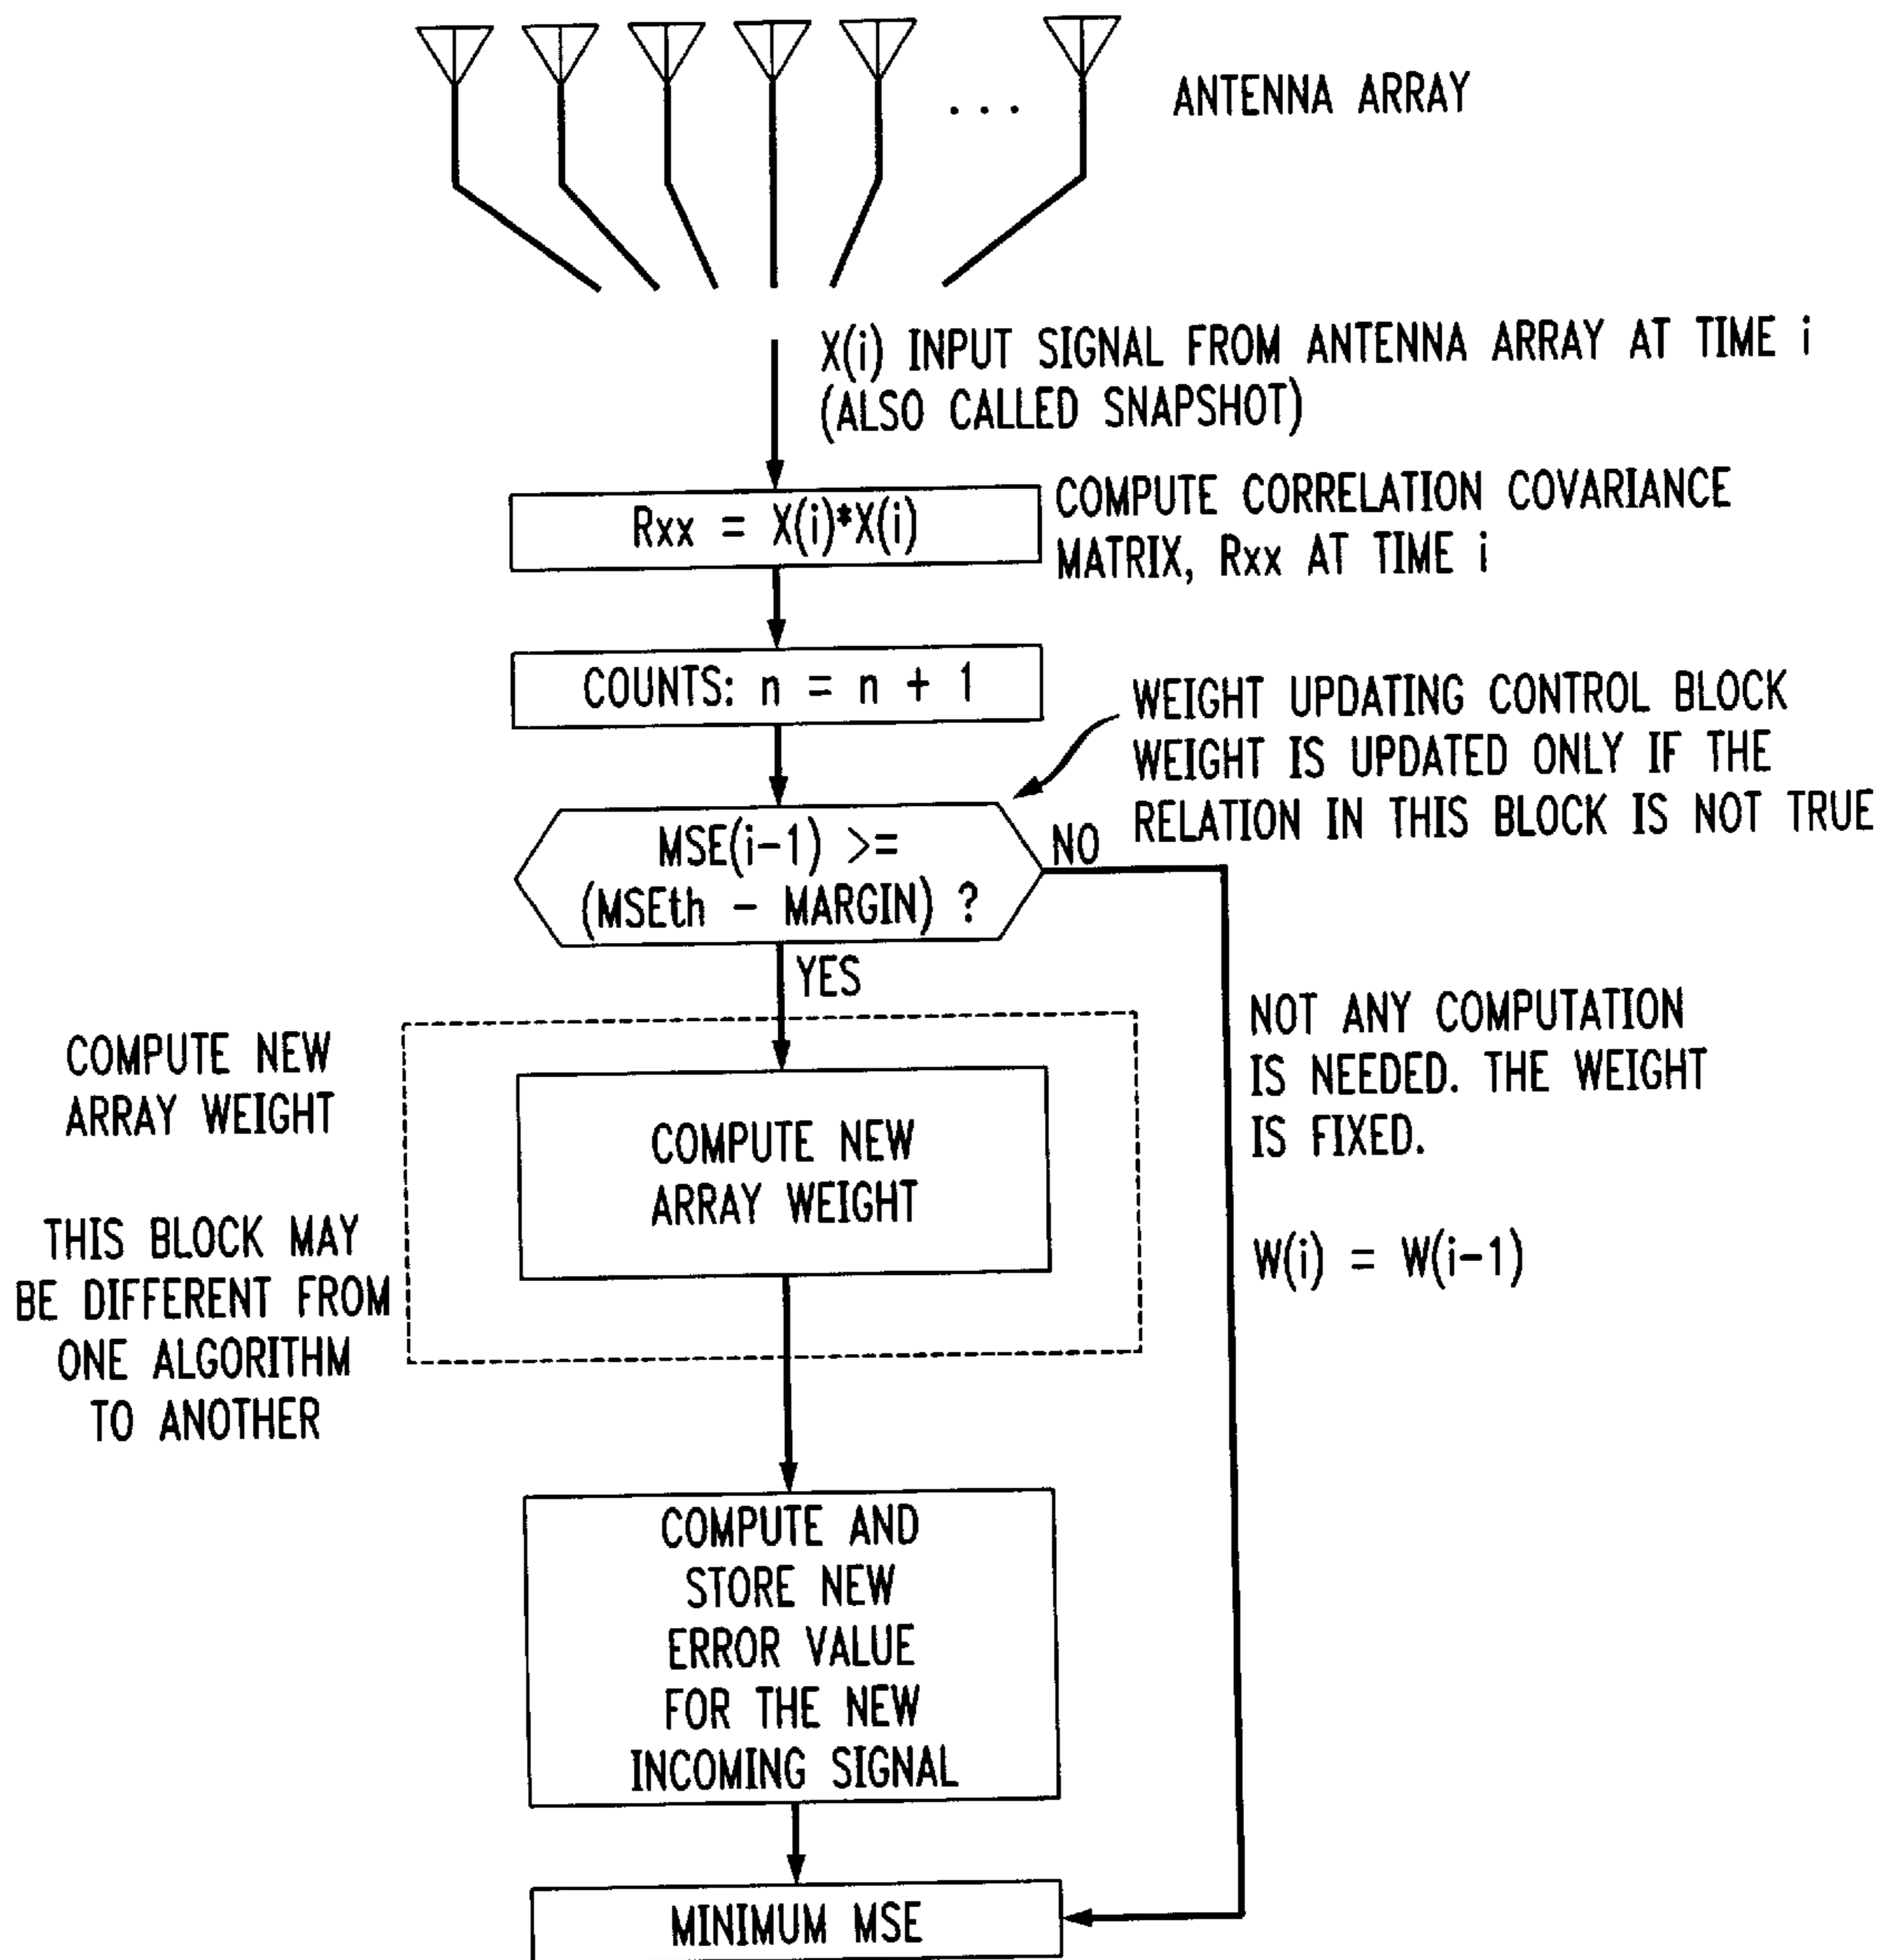 ANTENNA ARRAY
. . .
X(i) INPUT SIGNAL FROM ANTENNA ARRAY AT TIME i
(ALSO CALLED SNAPSHOT)
Rxx = X(i)*X(i)
COMPUTE CORRELATION COVARIANCE
MATRIX, Rxx AT TIME i
COUNTS: n = n + 1
WEIGHT UPDATING CONTROL BLOCK
WEIGHT IS UPDATED ONLY IF THE
RELATION IN THIS BLOCK IS NOT TRUE
MSE(i-1) >=
(MSEth - MARGIN) ?
NO
YES
NOT ANY COMPUTATION
IS NEEDED. THE WEIGHT
IS FIXED.
W(i) = W(i-1)
COMPUTE NEW
ARRAY WEIGHT
THIS BLOCK MAY
BE DIFFERENT FROM
ONE ALGORITHM
TO ANOTHER
COMPUTE NEW
ARRAY WEIGHT
COMPUTE AND
STORE NEW
ERROR VALUE
FOR THE NEW
INCOMING SIGNAL
MINIMUM MSE